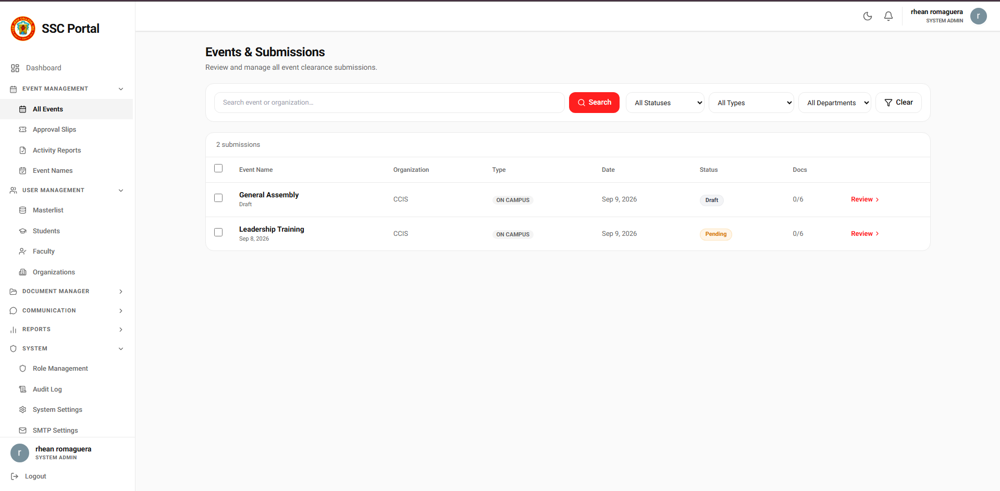 SSC Portal
rhean romaguera
SYSTEM ADMIN
r
Dashboard
EVENT MANAGEMENT
All Events
Approval Slips
Activity Reports
Event Names
USER MANAGEMENT
Masterlist
Students
Faculty
Organizations
DOCUMENT MANAGER
COMMUNICATION
REPORTS
SYSTEM
Role Management
Audit Log
System Settings
SMTP Settings
r
rhean romaguera
SYSTEM ADMIN
Logout
Events & Submissions
Review and manage all event clearance submissions.
Search event or organization... Search All Statuses All Types All Departments Clear
2 submissions
Event Name Organization Type Date Status Docs
General Assembly CCIS ON CAMPUS Sep 9, 2026 Draft 0/6 Review
Draft
Leadership Training CCIS ON CAMPUS Sep 9, 2026 Pending 0/6 Review
Sep 8, 2026